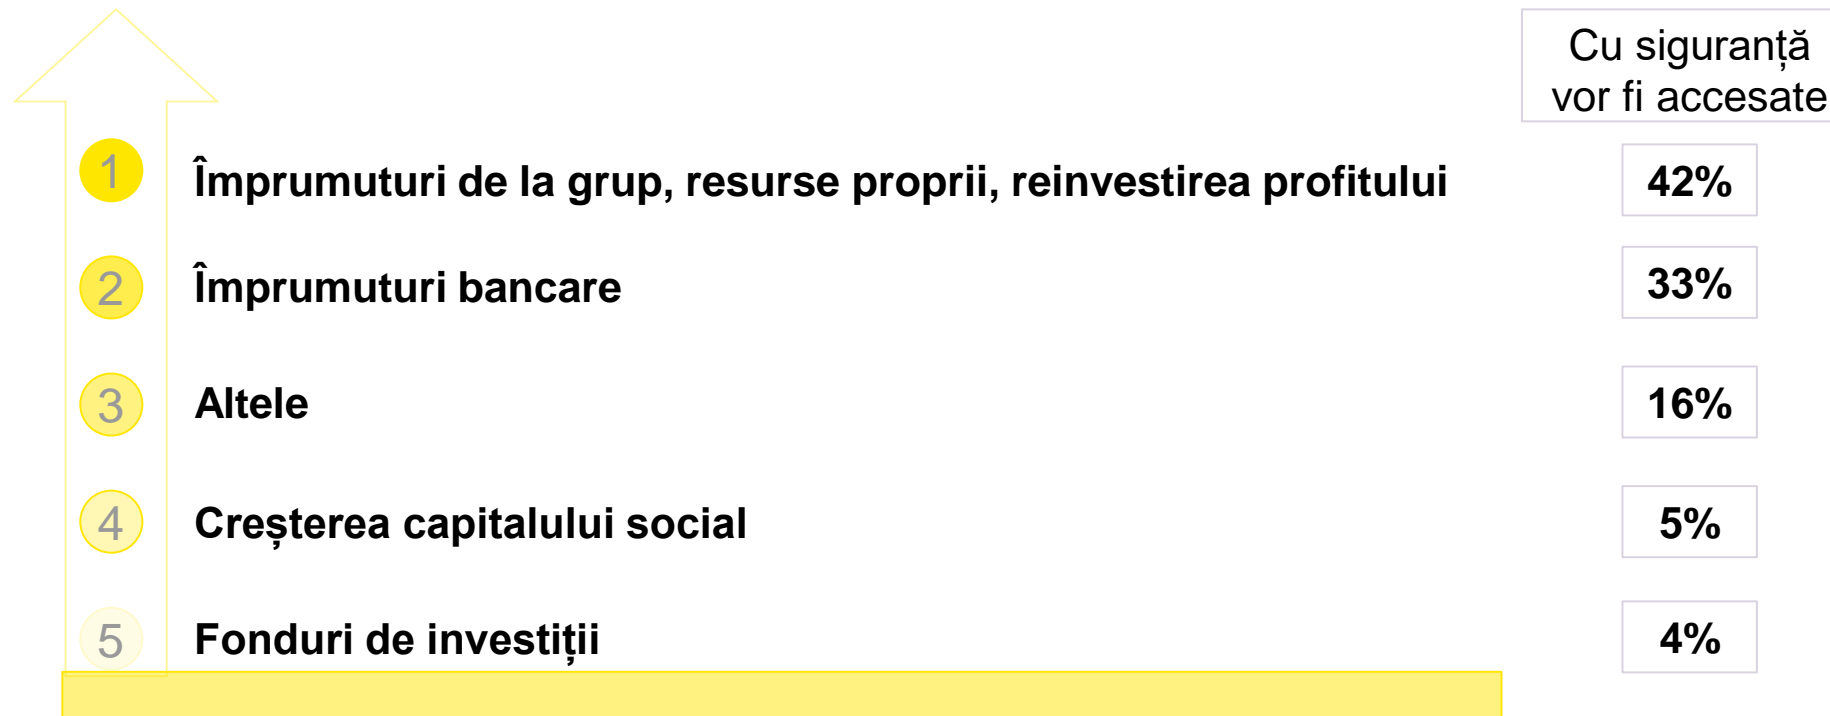 Cu siguranță
vor fi accesate
1 Împrumuturi de la grup, resurse proprii, reinvestirea profitului 42%
2 Împrumuturi bancare 33%
3 Altele 16%
4 Creșterea capitalului social 5%
5 Fonduri de investiții 4%